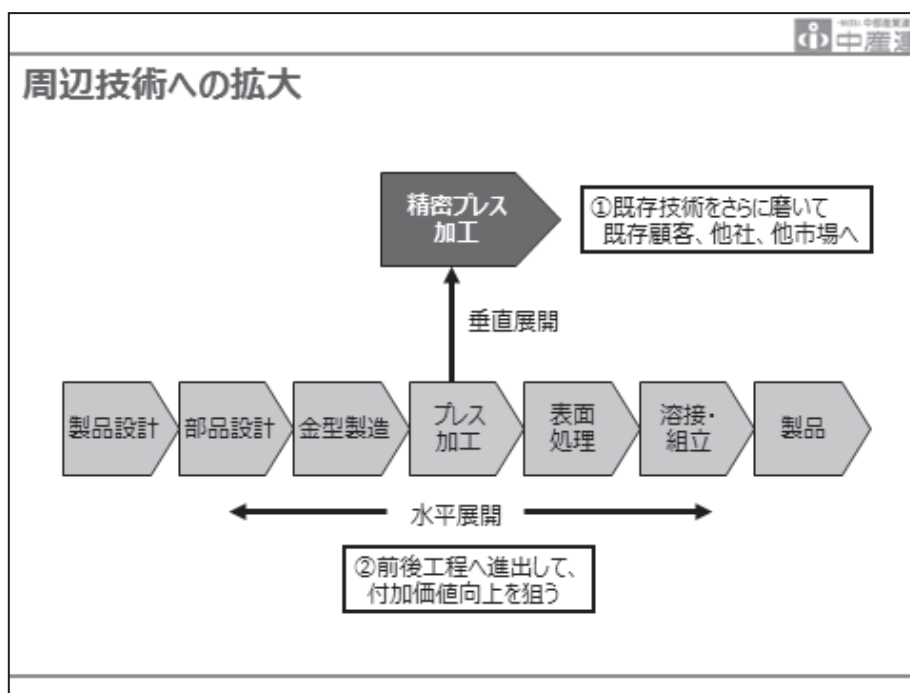 中産連
周辺技術への拡大
精密プレス
加工
①既存技術をさらに磨いて
既存顧客、他社、他市場へ
垂直展開
製品設計
部品設計
金型製造
プレス
加工
表面
処理
溶接・
組立
製品
水平展開
②前後工程へ進出して、
付加価値向上を狙う